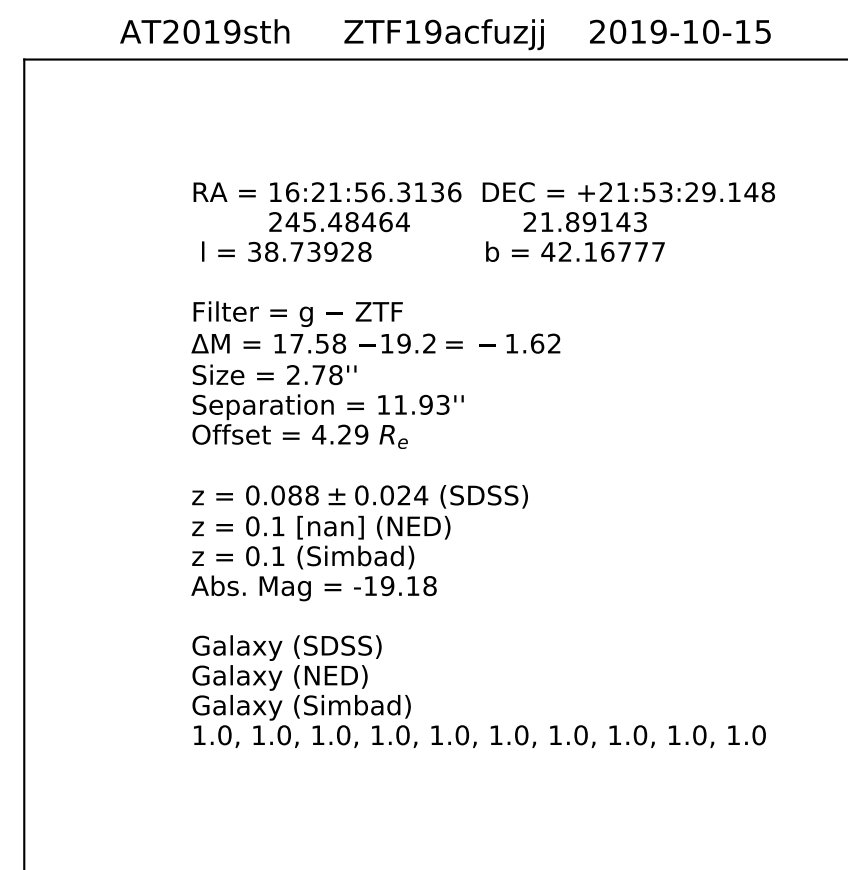 AT2019sth ZTF19acfuzjj 2019-10-15
RA = 16:21:56.3136 DEC = +21:53:29.148
245.48464 21.89143
l = 38.73928 b = 42.16777
Filter = g − ZTF
ΔM = 17.58 −19.2 = − 1.62
Size = 2.78''
Separation = 11.93''
Offset = 4.29 Rₑ
z = 0.088 ± 0.024 (SDSS)
z = 0.1 [nan] (NED)
z = 0.1 (Simbad)
Abs. Mag = -19.18
Galaxy (SDSS)
Galaxy (NED)
Galaxy (Simbad)
1.0, 1.0, 1.0, 1.0, 1.0, 1.0, 1.0, 1.0, 1.0, 1.0